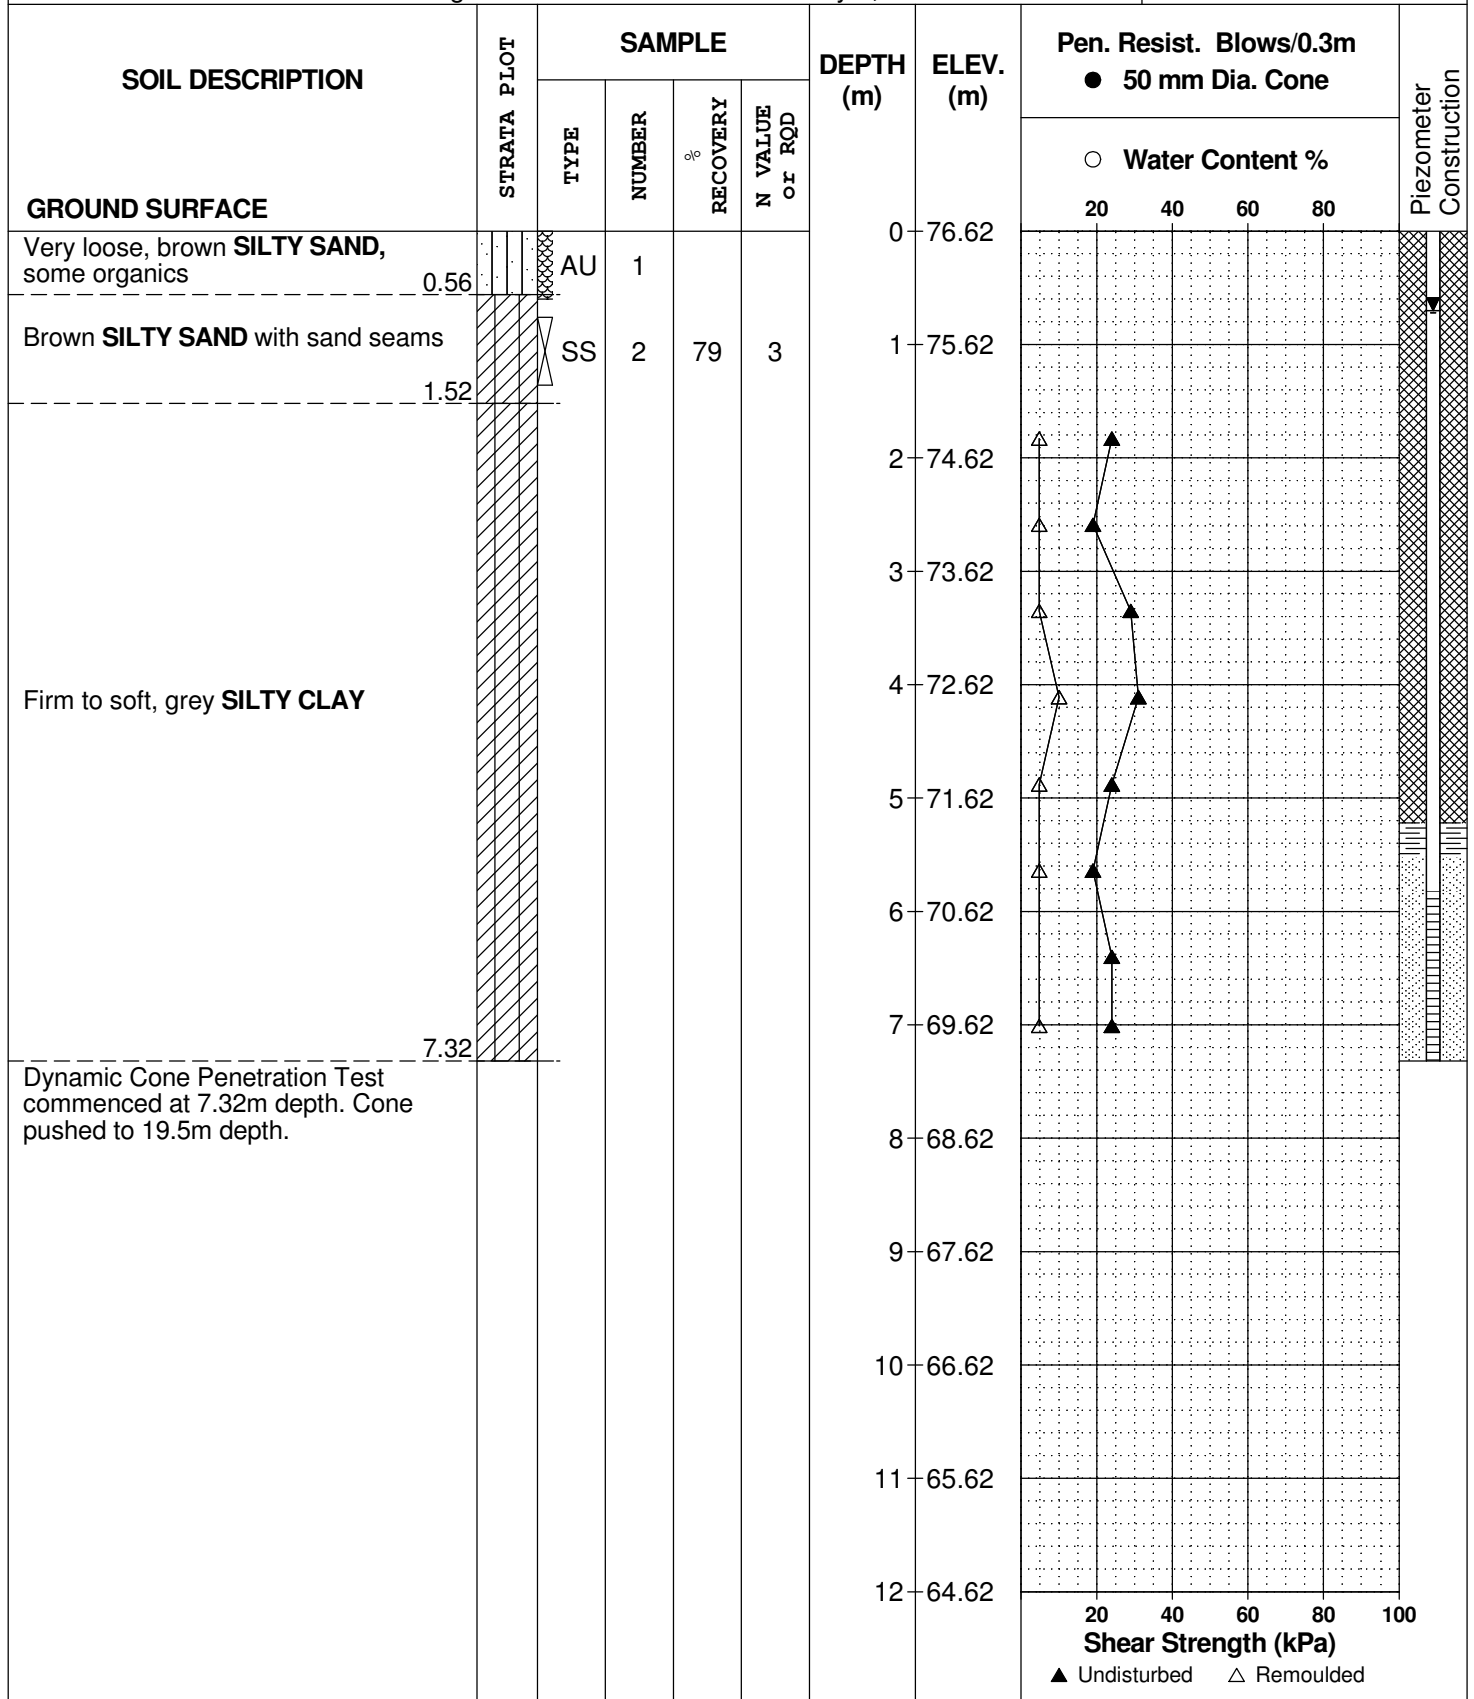 SOIL DESCRIPTION
GROUND SURFACE
STRATA PLOT
SAMPLE
TYPE
NUMBER
%
RECOVERY
N VALUE
or RQD
DEPTH
(m)
ELEV.
(m)
Pen. Resist. Blows/0.3m
50 mm Dia. Cone
Water Content %
20 40 60 80
Piezometer
Construction
Very loose, brown SILTY SAND,
some organics
0.56
AU 1
Brown SILTY SAND with sand seams
1.52
SS 2 79 3
Firm to soft, grey SILTY CLAY
7.32
Dynamic Cone Penetration Test
commenced at 7.32m depth. Cone
pushed to 19.5m depth.
0 76.62
1 75.62
2 74.62
3 73.62
4 72.62
5 71.62
6 70.62
7 69.62
8 68.62
9 67.62
10 66.62
11 65.62
12 64.62
20 40 60 80 100
Shear Strength (kPa)
▲ Undisturbed △ Remoulded